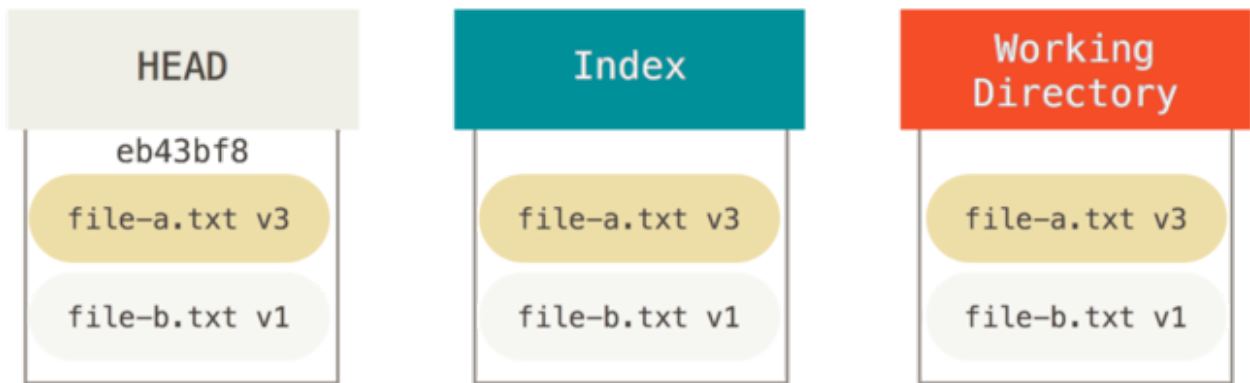 HEAD
Index
Working
Directory
eb43bf8
file-a.txt v3
file-a.txt v3
file-a.txt v3
file-b.txt v1
file-b.txt v1
file-b.txt v1